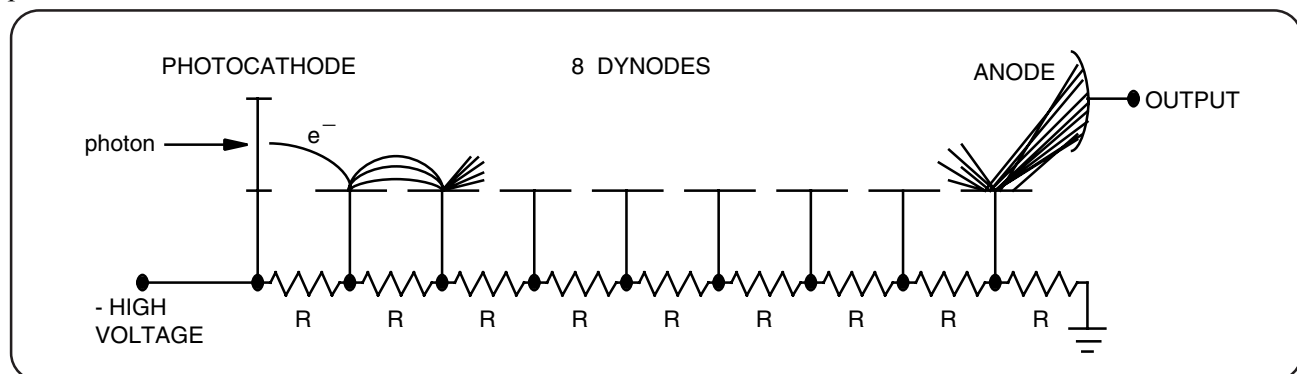 PHOTOCATHODE
8 DYNODES
ANODE
OUTPUT
photon
e−
- HIGH
VOLTAGE
R R R R R R R R R